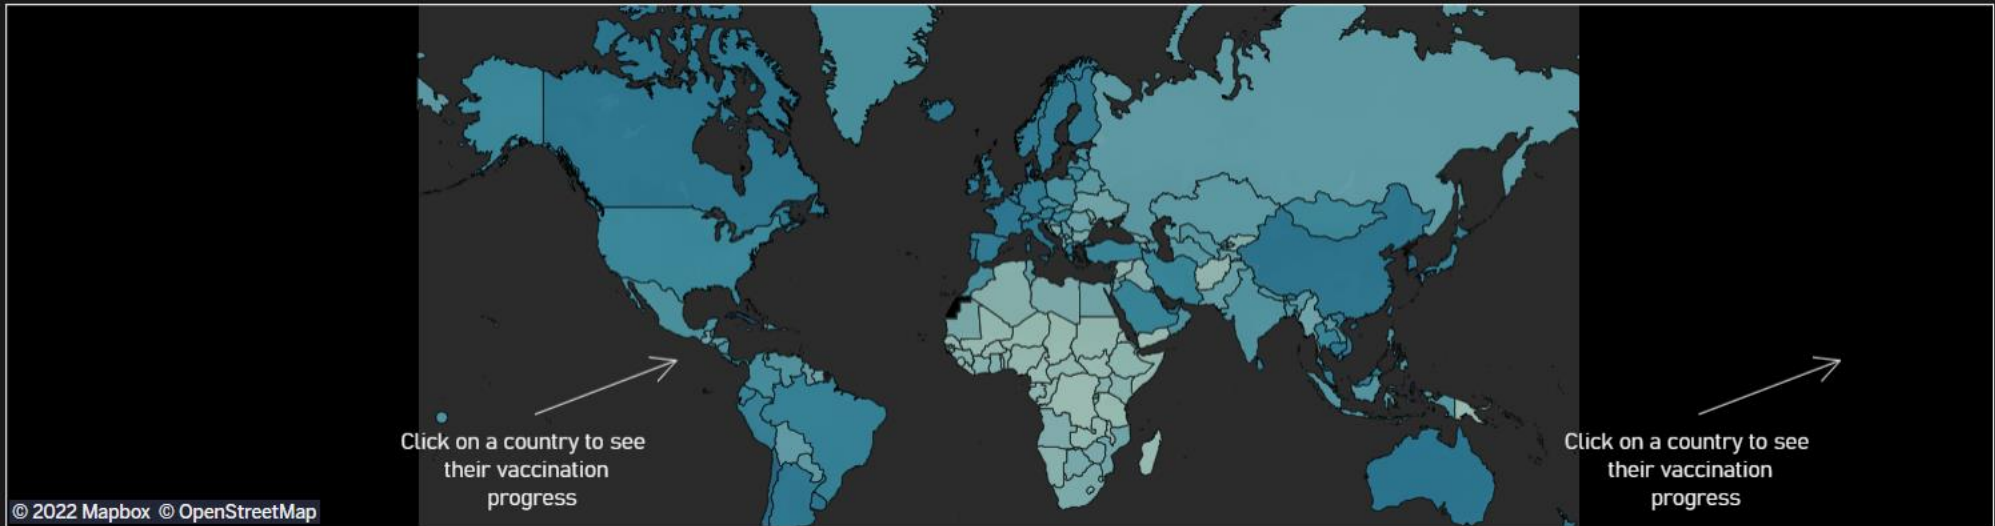 Click on a country to see
their vaccination
progress
Click on a country to see
their vaccination
progress
© 2022 Mapbox © OpenStreetMap